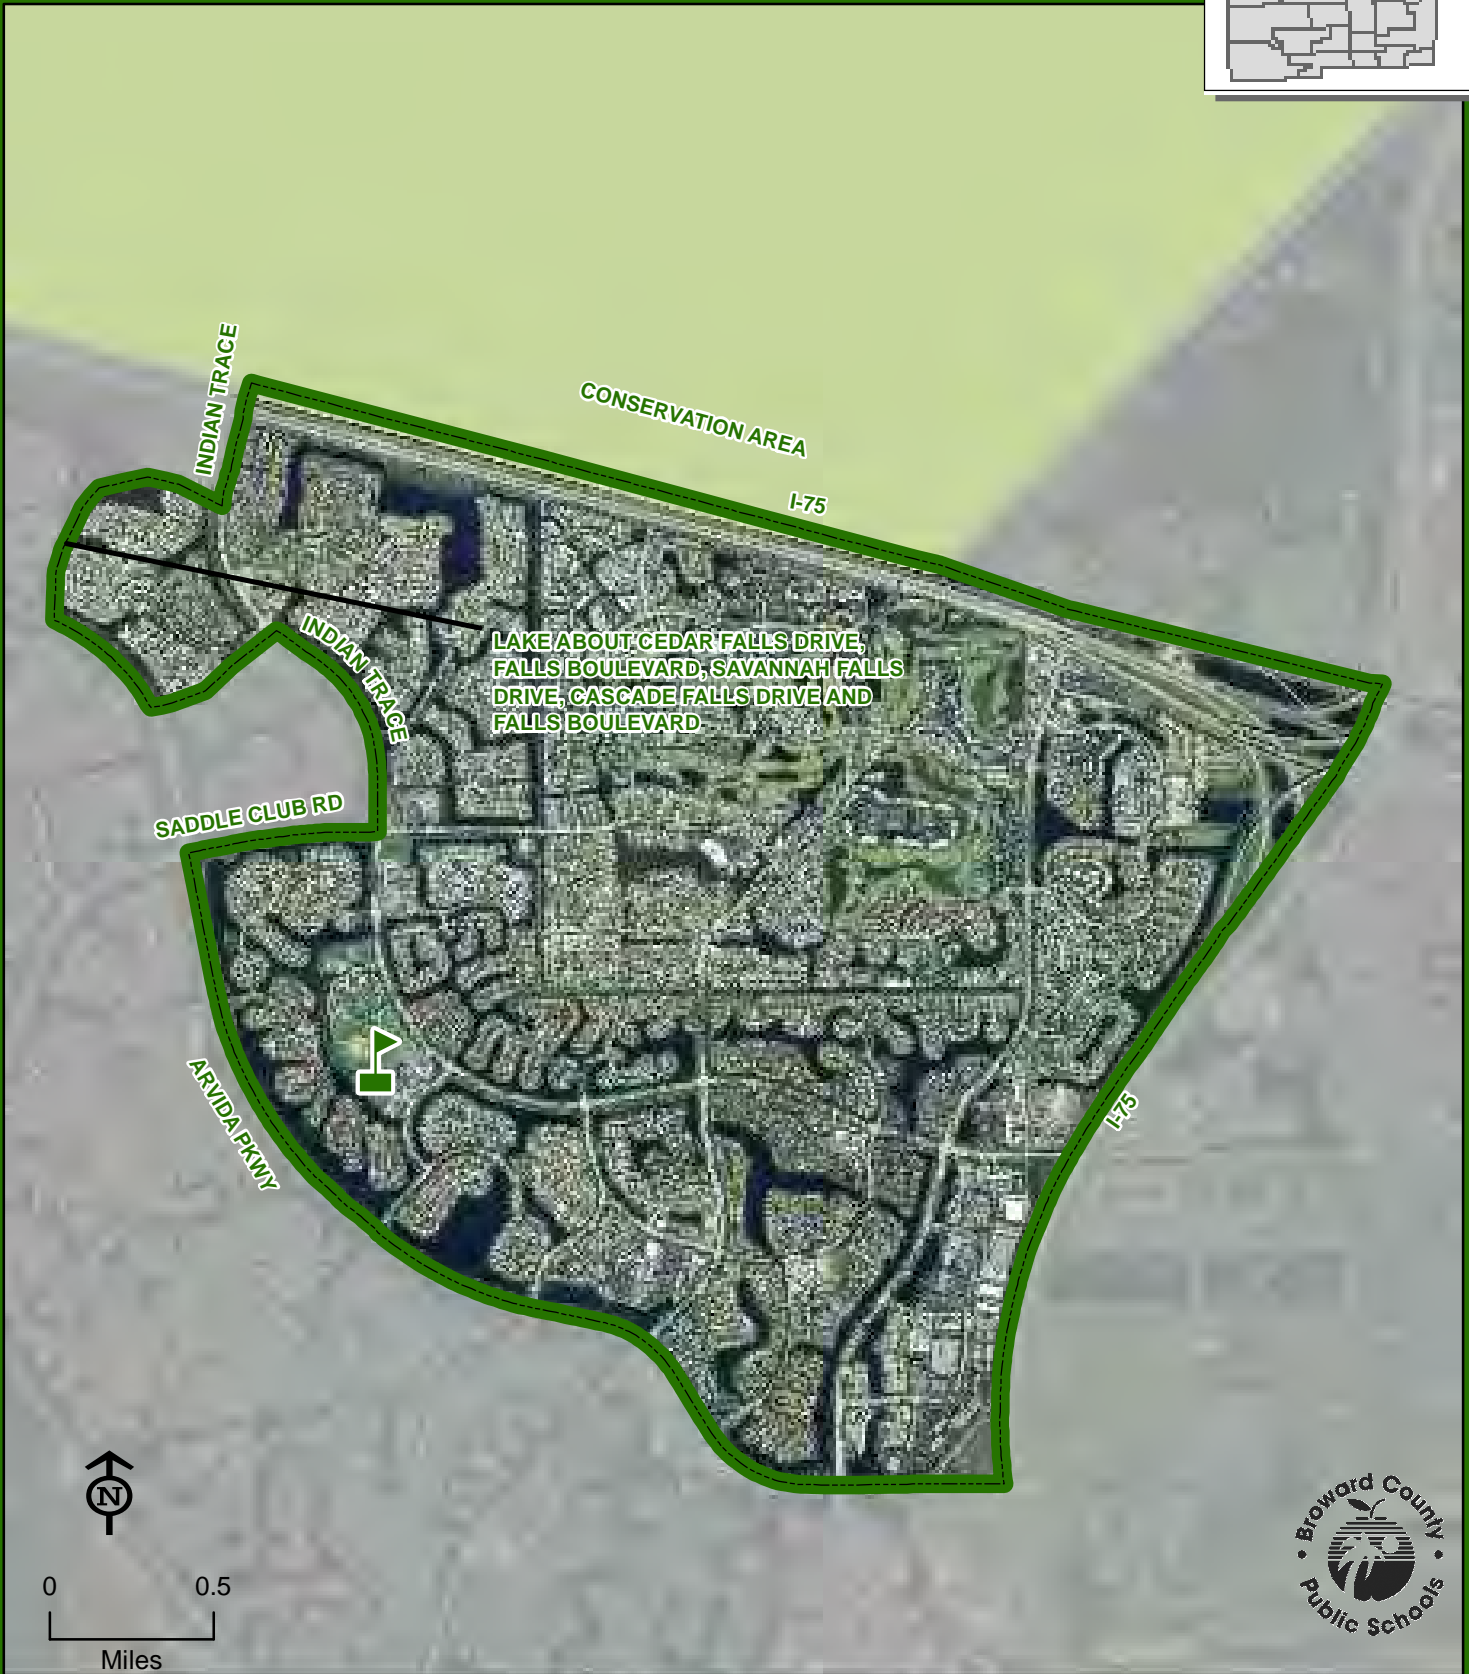 INDIAN TRACE
CONSERVATION AREA
I-75
INDIAN TRACE
LAKE ABOUT CEDAR FALLS DRIVE,
FALLS BOULEVARD, SAVANNAH FALLS
DRIVE, CASCADE FALLS DRIVE AND
FALLS BOULEVARD
SADDLE CLUB RD
ARVIDA PKWY
I-75
N
0 0.5
Miles
Broward County
Public Schools